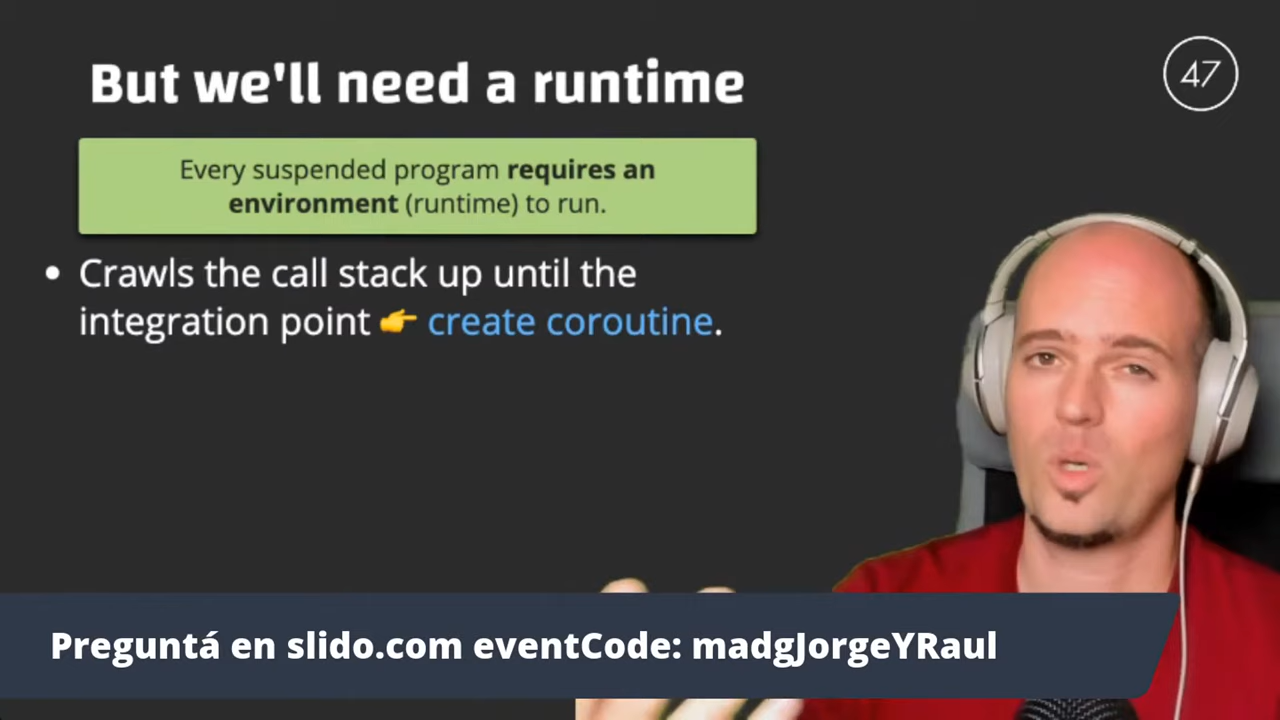 But we'll need a runtime
47
Every suspended program requires an
environment (runtime) to run.
• Crawls the call stack up until the
integration point 👉 create coroutine.
Preguntá en slido.com eventCode: madgJorgeYRaul